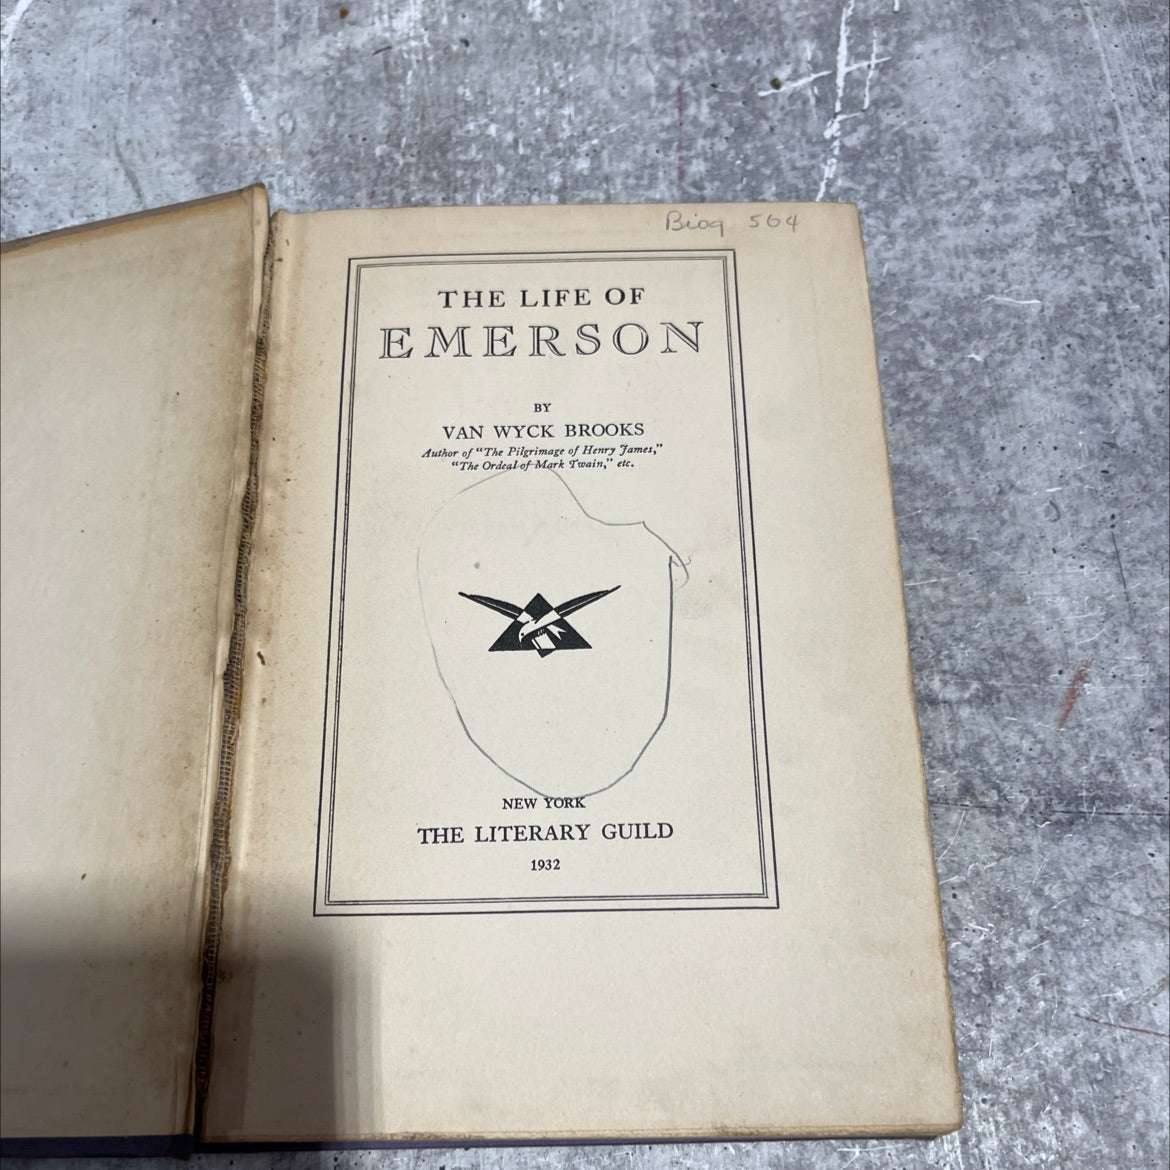 Biog 564
THE LIFE OF
EMERSON
BY
VAN WYCK BROOKS
Author of "The Pilgrimage of Henry James,"
"The Ordeal of Mark Twain," etc.
NEW YORK
THE LITERARY GUILD
1932